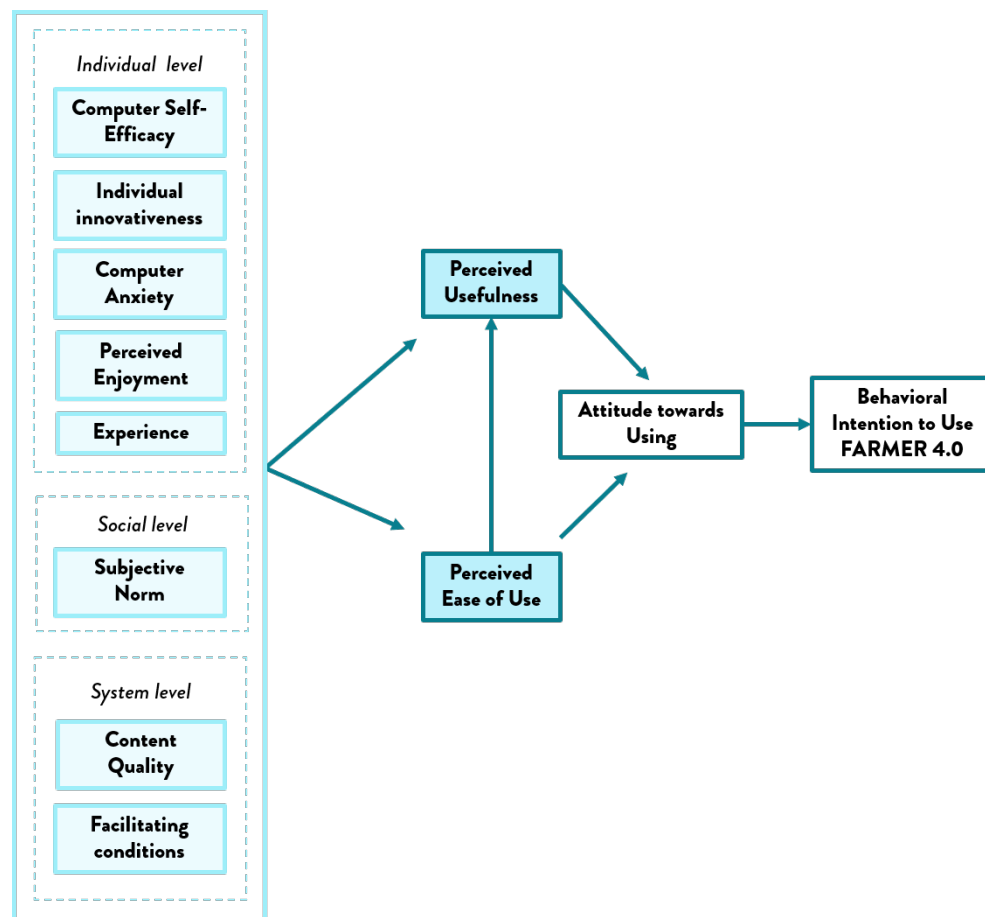 Individual level
Computer Self-
Efficacy
Individual
innovativeness
Computer
Anxiety
Perceived
Enjoyment
Experience
Social level
Subjective
Norm
System level
Content
Quality
Facilitating
conditions
Perceived
Usefulness
Perceived
Ease of Use
Attitude towards
Using
Behavioral
Intention to Use
FARMER 4.0